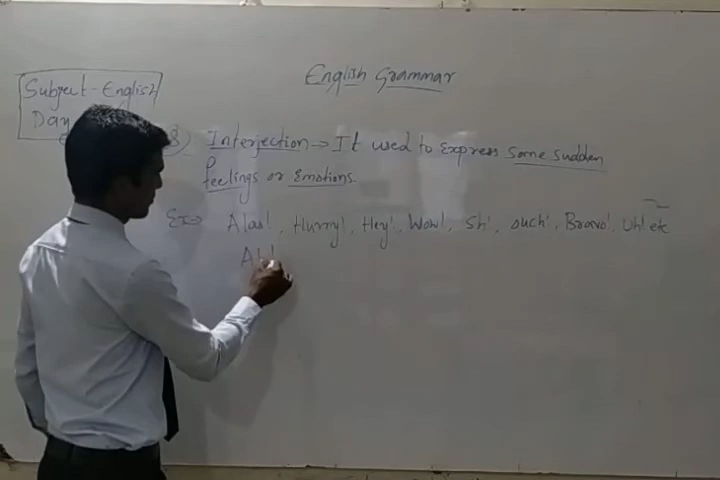 English Grammar
Subject - English
Day
8) Interjection → It used to express some sudden
feelings or Emotions.
Ex→ Alas!, Hurry!, Hey!, Wow!, Sh!, ouch!, Bravo!, Uh! etc